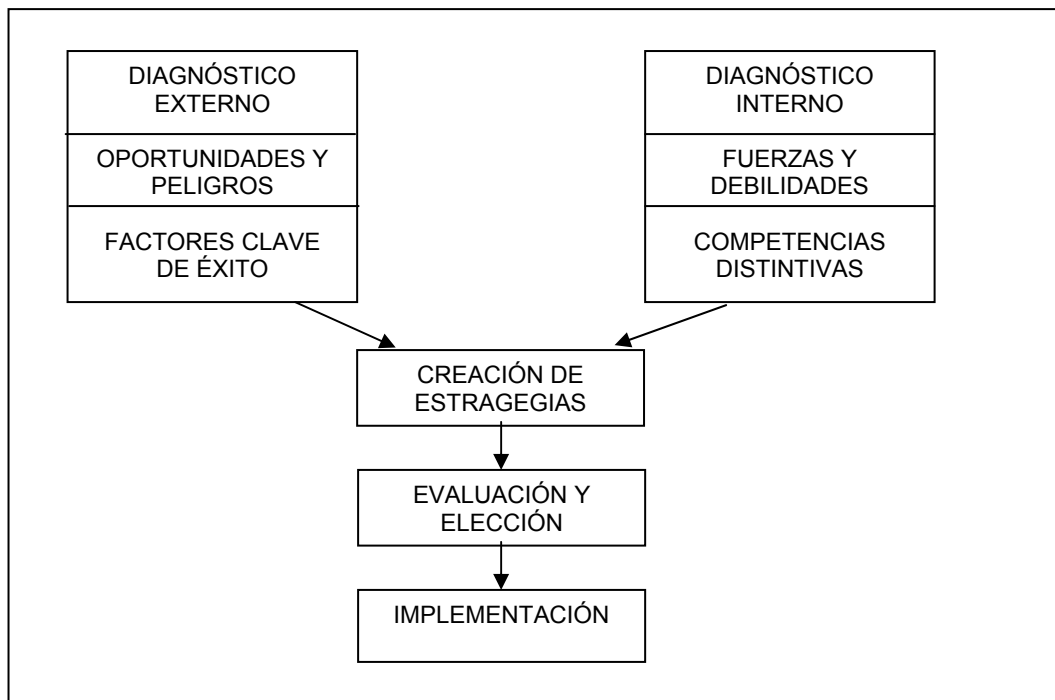 DIAGNÓSTICO
EXTERNO
OPORTUNIDADES Y
PELIGROS
FACTORES CLAVE
DE ÉXITO
DIAGNÓSTICO
INTERNO
FUERZAS Y
DEBILIDADES
COMPETENCIAS
DISTINTIVAS
CREACIÓN DE
ESTRAGEGIAS
EVALUACIÓN Y
ELECCIÓN
IMPLEMENTACIÓN